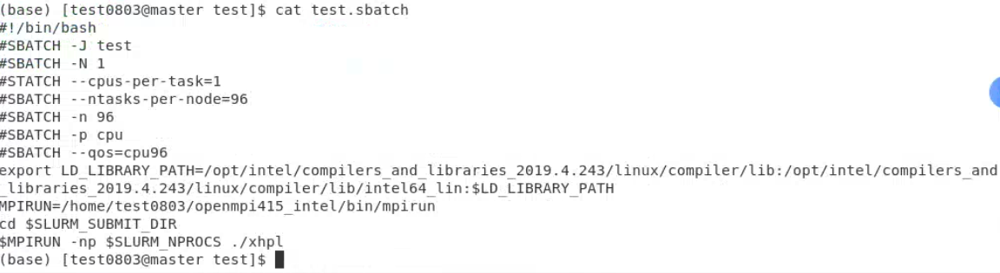 (base) [test0803@master test]$ cat test.sbatch
#!/bin/bash
#SBATCH -J test
#SBATCH -N 1
#STATCH --cpus-per-task=1
#SBATCH --ntasks-per-node=96
#SBATCH -n 96
#SBATCH -p cpu
#SBATCH --qos=cpu96
export LD_LIBRARY_PATH=/opt/intel/compilers_and_libraries_2019.4.243/linux/compiler/lib:/opt/intel/compilers_and
_libraries_2019.4.243/linux/compiler/lib/intel64_lin:$LD_LIBRARY_PATH
MPIRUN=/home/test0803/openmpi415_intel/bin/mpirun
cd $SLURM_SUBMIT_DIR
$MPIRUN -np $SLURM_NPROCS ./xhpl
(base) [test0803@master test]$